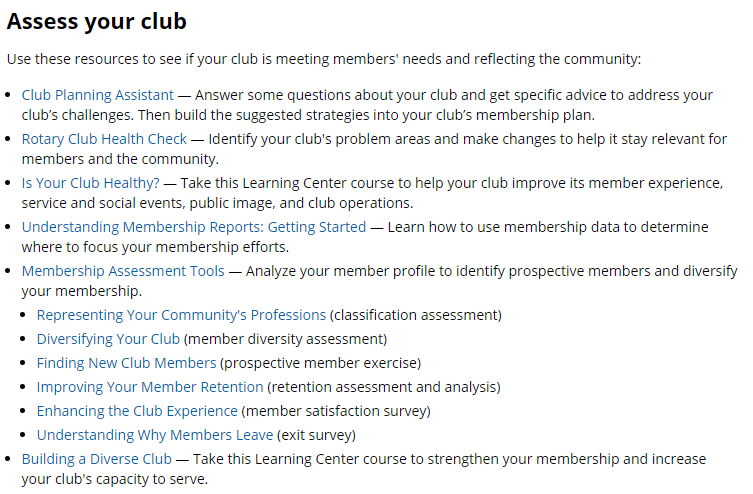 Assess your club
Use these resources to see if your club is meeting members' needs and reflecting the community:
• Club Planning Assistant — Answer some questions about your club and get specific advice to address your
club’s challenges. Then build the suggested strategies into your club’s membership plan.
• Rotary Club Health Check — Identify your club's problem areas and make changes to help it stay relevant for
members and the community.
• Is Your Club Healthy? — Take this Learning Center course to help your club improve its member experience,
service and social events, public image, and club operations.
• Understanding Membership Reports: Getting Started — Learn how to use membership data to determine
where to focus your membership efforts.
• Membership Assessment Tools — Analyze your member profile to identify prospective members and diversify
your membership.
• Representing Your Community's Professions (classification assessment)
• Diversifying Your Club (member diversity assessment)
• Finding New Club Members (prospective member exercise)
• Improving Your Member Retention (retention assessment and analysis)
• Enhancing the Club Experience (member satisfaction survey)
• Understanding Why Members Leave (exit survey)
• Building a Diverse Club — Take this Learning Center course to strengthen your membership and increase
your club's capacity to serve.